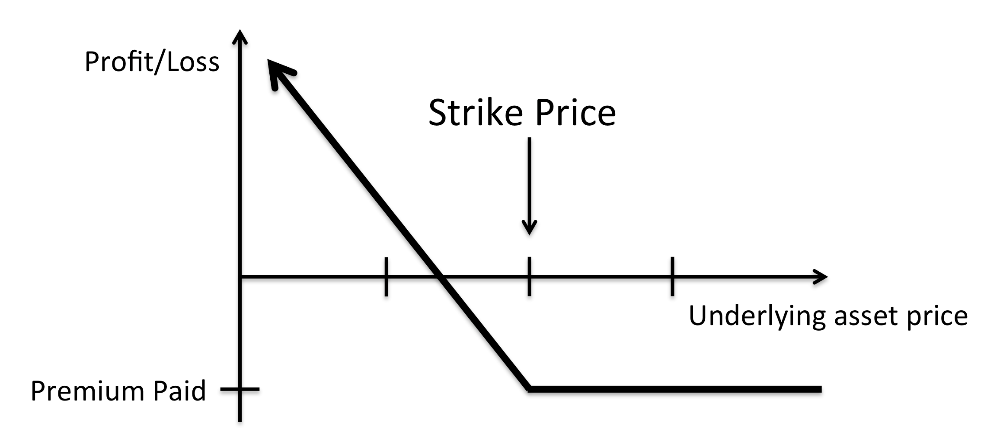 Profit/Loss
Strike Price
Underlying asset price
Premium Paid